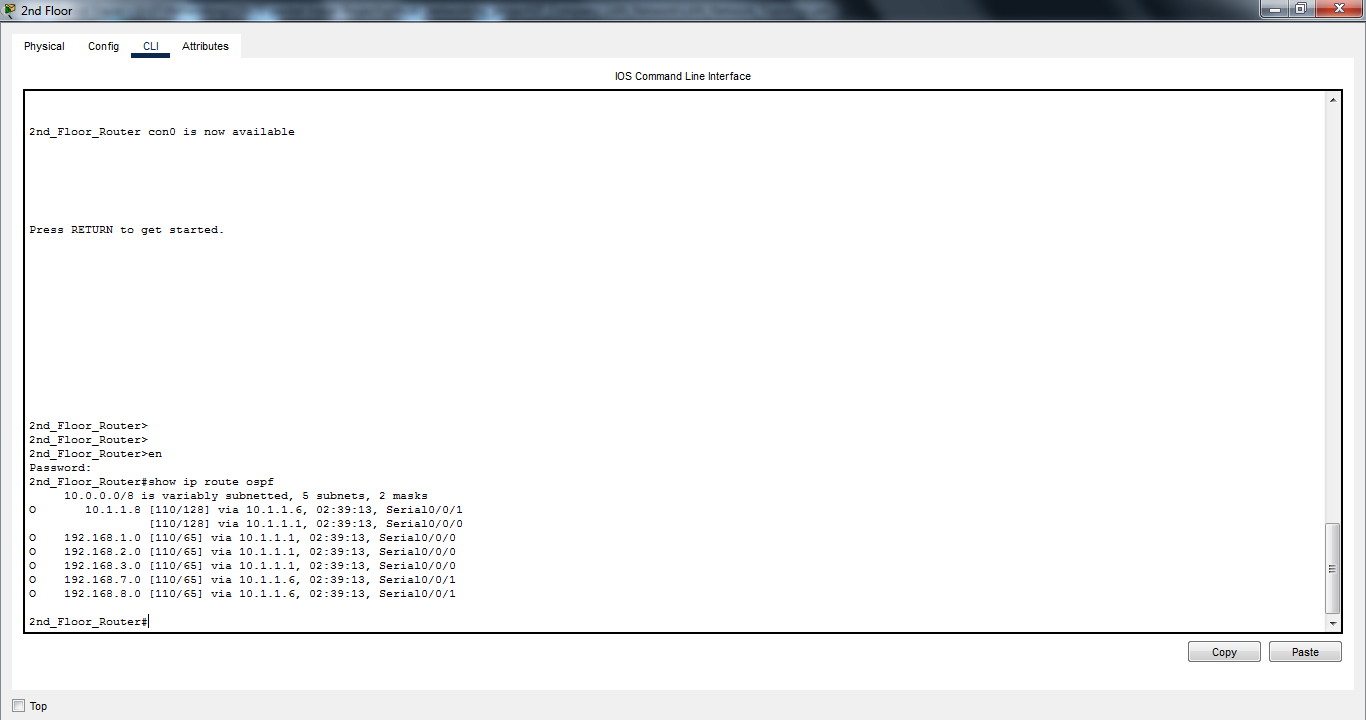 2nd Floor
Physical Config CLI Attributes
IOS Command Line Interface
2nd_Floor_Router con0 is now available
Press RETURN to get started.
2nd_Floor_Router>
2nd_Floor_Router>
2nd_Floor_Router>en
Password:
2nd_Floor_Router#show ip route ospf
     10.0.0.0/8 is variably subnetted, 5 subnets, 2 masks
O       10.1.1.8 [110/128] via 10.1.1.6, 02:39:13, Serial0/0/1
                 [110/128] via 10.1.1.1, 02:39:13, Serial0/0/0
O    192.168.1.0 [110/65] via 10.1.1.1, 02:39:13, Serial0/0/0
O    192.168.2.0 [110/65] via 10.1.1.1, 02:39:13, Serial0/0/0
O    192.168.3.0 [110/65] via 10.1.1.1, 02:39:13, Serial0/0/0
O    192.168.7.0 [110/65] via 10.1.1.6, 02:39:13, Serial0/0/1
O    192.168.8.0 [110/65] via 10.1.1.6, 02:39:13, Serial0/0/1
2nd_Floor_Router#
Copy Paste
Top